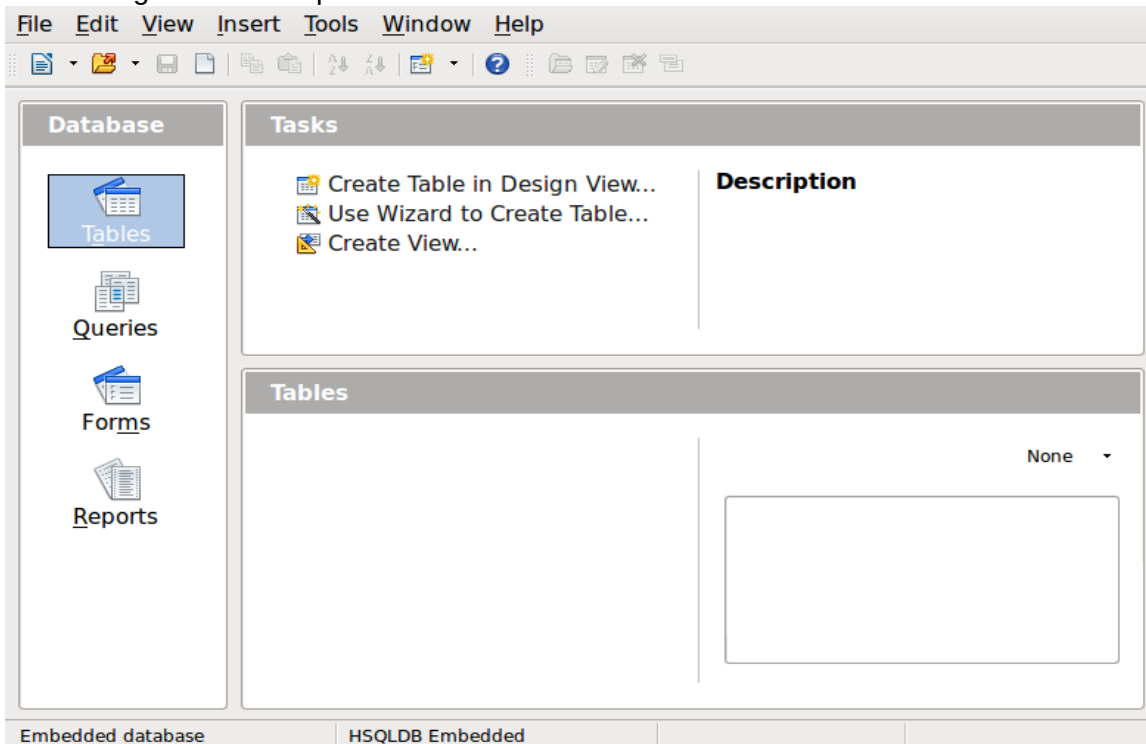 File Edit View Insert Tools Window Help
Database
Tables
Queries
Forms
Reports
Tasks
Create Table in Design View...
Use Wizard to Create Table...
Create View...
Description
Tables
None
Embedded database HSQLDB Embedded